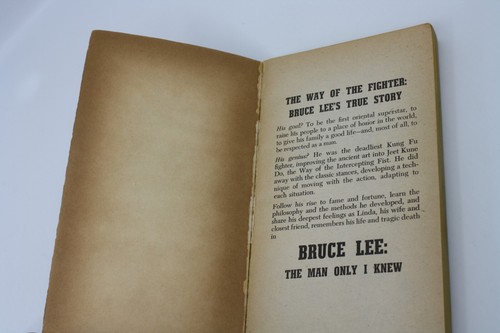 THE WAY OF THE FIGHTER:
BRUCE LEE'S TRUE STORY
His goal? To be the first oriental superstar, to
raise his people to a place of honor in the world,
to give his family a good life—and, most of all, to
be respected as a man.
His genius? He was the deadliest Kung Fu
fighter, improving the ancient art into Jeet Kune
Do, the Way of the Intercepting Fist. He did
away with the classic stances, developing a tech-
nique of moving with the action, adapting to
each situation.
Follow his rise to fame and fortune, learn the
philosophy and the methods he developed, and
share his deepest feelings as Linda, his wife and
closest friend, remembers his life and tragic death
in
BRUCE LEE:
THE MAN ONLY I KNEW